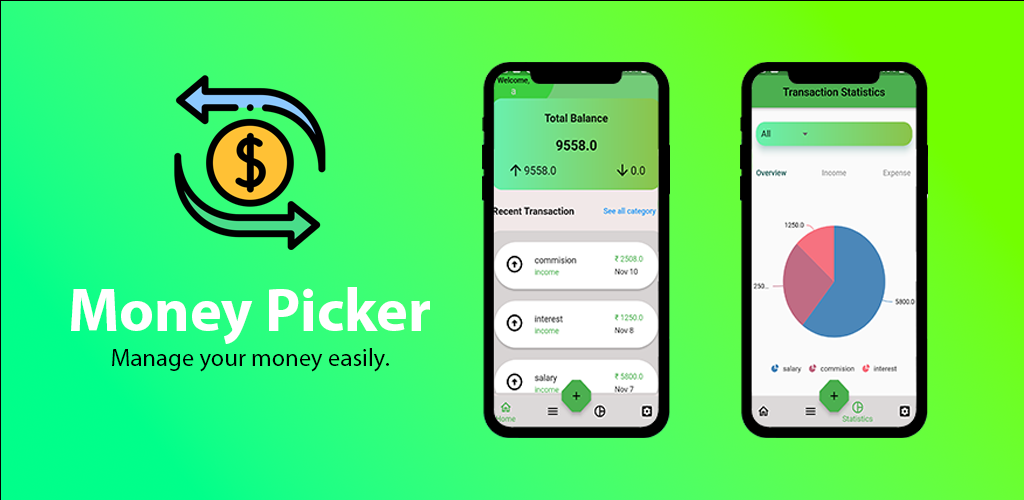 Money Picker
Manage your money easily.
Welcome,
a
Total Balance
9558.0
9558.0 0.0
Recent Transaction See all category
commision ₹ 2508.0
income Nov 10
interest ₹ 1250.0
income Nov 8
salary ₹ 5800.0
income Nov 7
+
Home
Transaction Statistics
All
Overview Income Expense
1250.0
250...
5800.0
salary commision interest
+
Statistics